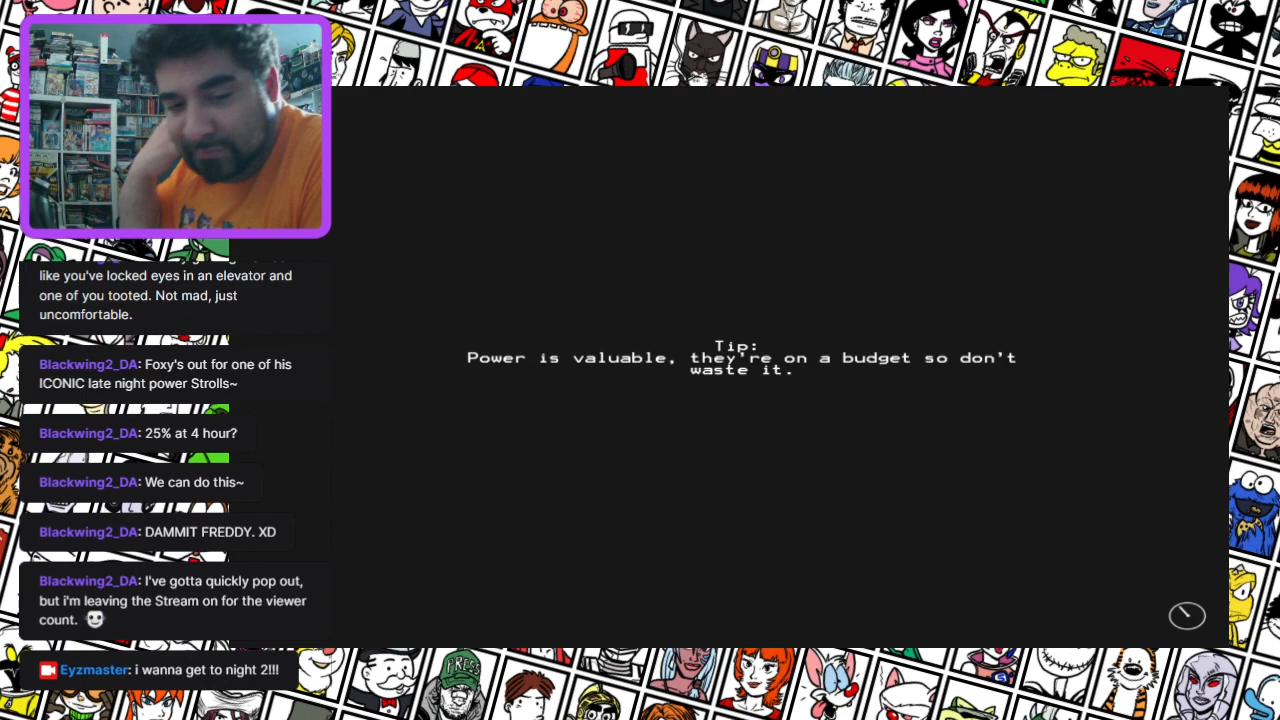 like you've locked eyes in an elevator and
one of you tooted. Not mad, just
uncomfortable.
Blackwing2_DA: Foxy's out for one of his
ICONIC late night power Strolls~
Blackwing2_DA: 25% at 4 hour?
Blackwing2_DA: We can do this~
Blackwing2_DA: DAMMIT FREDDY. XD
Blackwing2_DA: I've gotta quickly pop out,
but i'm leaving the Stream on for the viewer
count.
Eyzmaster: i wanna get to night 2!!!
Tip:
Power is valuable, they're on a budget so don't
waste it.
PRESS